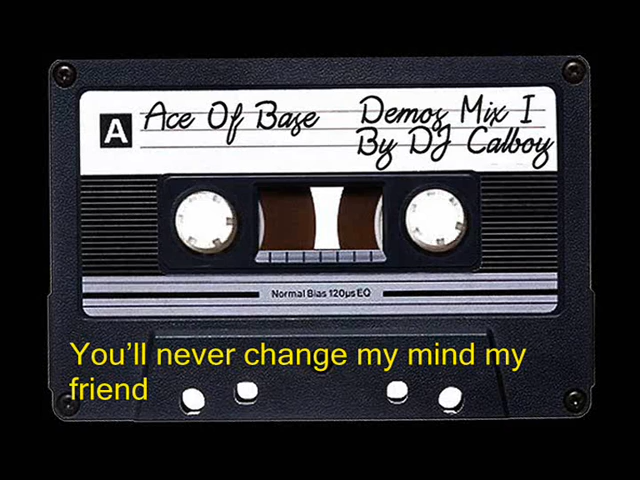 A
Ace Of Base Demos Mix I
By DJ Calboy
Normal Bias 120µs EQ
You’ll never change my mind my
friend